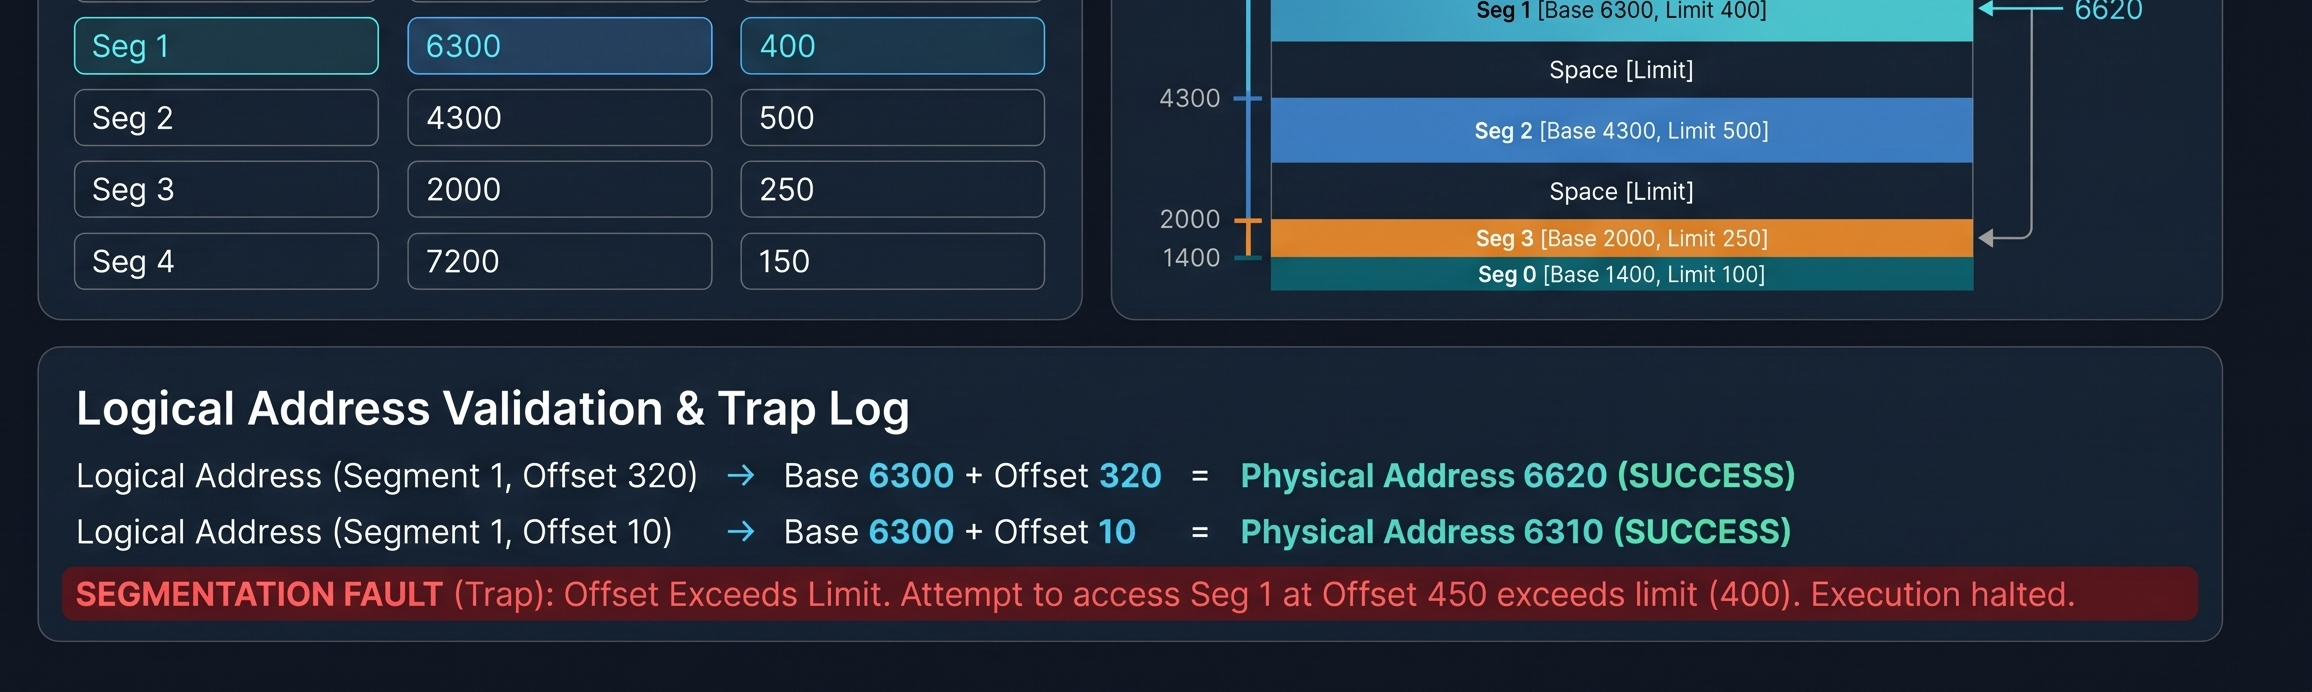 Seg 1 6300 400
Seg 2 4300 500
Seg 3 2000 250
Seg 4 7200 150
Seg 1 [Base 6300, Limit 400]
6620
Space [Limit]
4300
Seg 2 [Base 4300, Limit 500]
Space [Limit]
2000
Seg 3 [Base 2000, Limit 250]
1400
Seg 0 [Base 1400, Limit 100]
Logical Address Validation & Trap Log
Logical Address (Segment 1, Offset 320) → Base 6300 + Offset 320 = Physical Address 6620 (SUCCESS)
Logical Address (Segment 1, Offset 10) → Base 6300 + Offset 10 = Physical Address 6310 (SUCCESS)
SEGMENTATION FAULT (Trap): Offset Exceeds Limit. Attempt to access Seg 1 at Offset 450 exceeds limit (400). Execution halted.